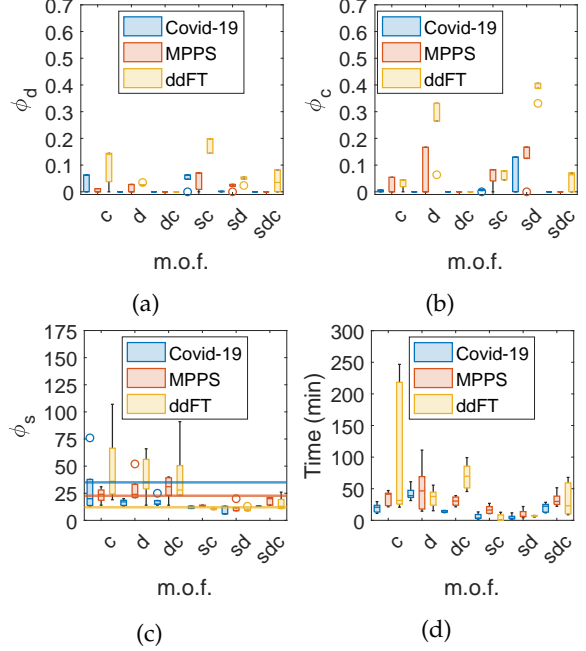 0.7
0.6
0.5
0.4
0.3
0.2
0.1
0
ϕd
Covid-19
MPPS
ddFT
c
d
dc
sc
sd
sdc
m.o.f.
(a)
0.7
0.6
0.5
0.4
0.3
0.2
0.1
0
ϕc
Covid-19
MPPS
ddFT
c
d
dc
sc
sd
sdc
m.o.f.
(b)
175
150
125
100
75
50
25
0
ϕs
Covid-19
MPPS
ddFT
c
d
dc
sc
sd
sdc
m.o.f.
(c)
300
250
200
150
100
50
0
Time (min)
Covid-19
MPPS
ddFT
c
d
dc
sc
sd
sdc
m.o.f.
(d)